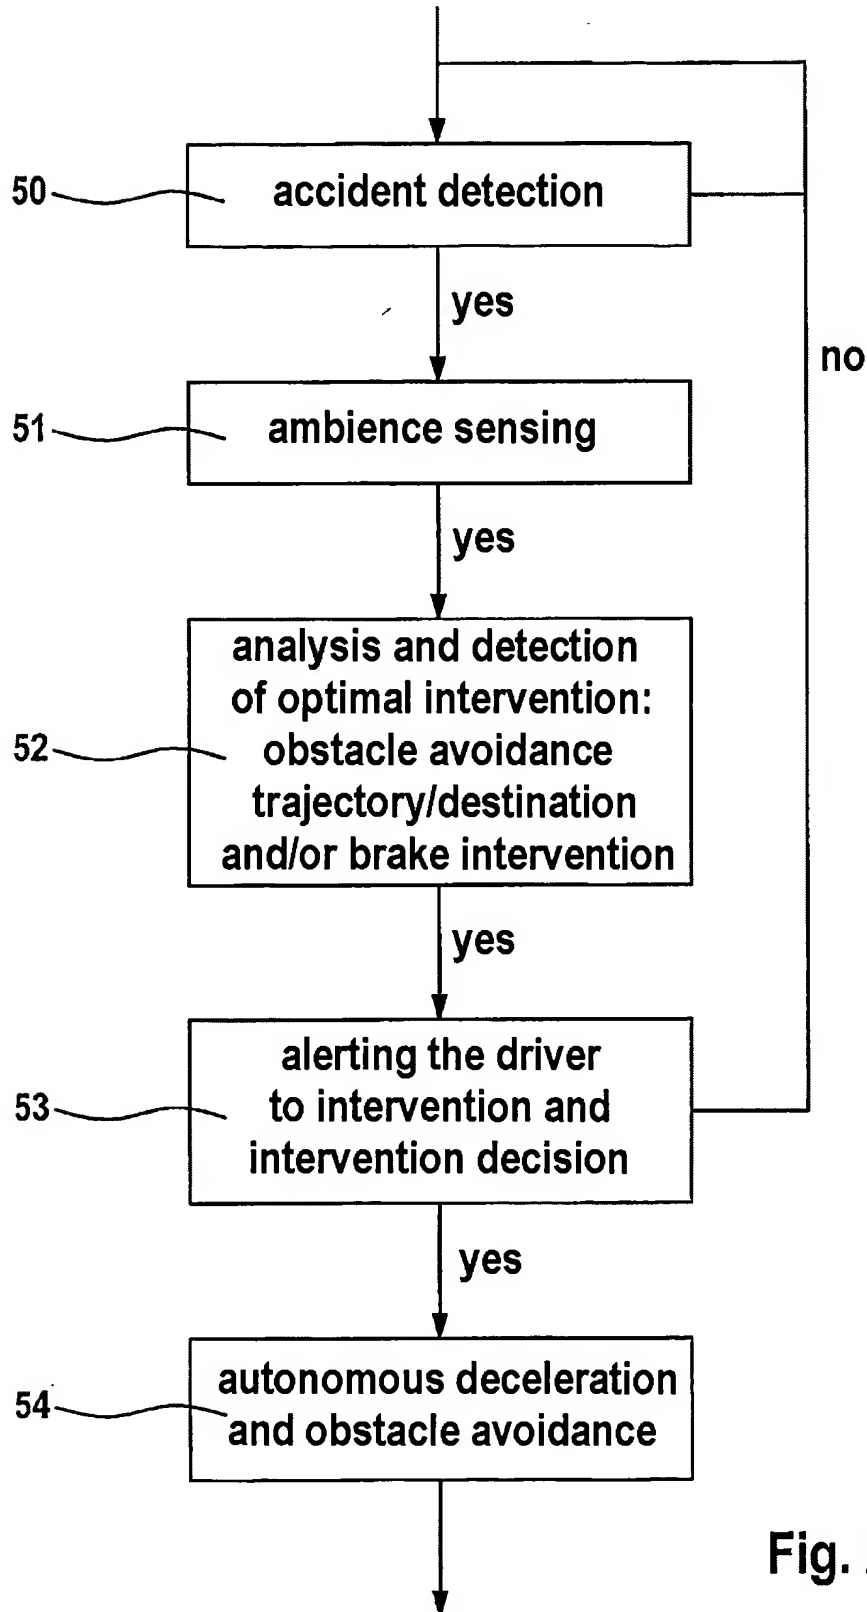 50
accident detection
yes
no
51
ambience sensing
yes
52
analysis and detection
of optimal intervention:
obstacle avoidance
trajectory/destination
and/or brake intervention
yes
53
alerting the driver
to intervention and
intervention decision
yes
54
autonomous deceleration
and obstacle avoidance
Fig.